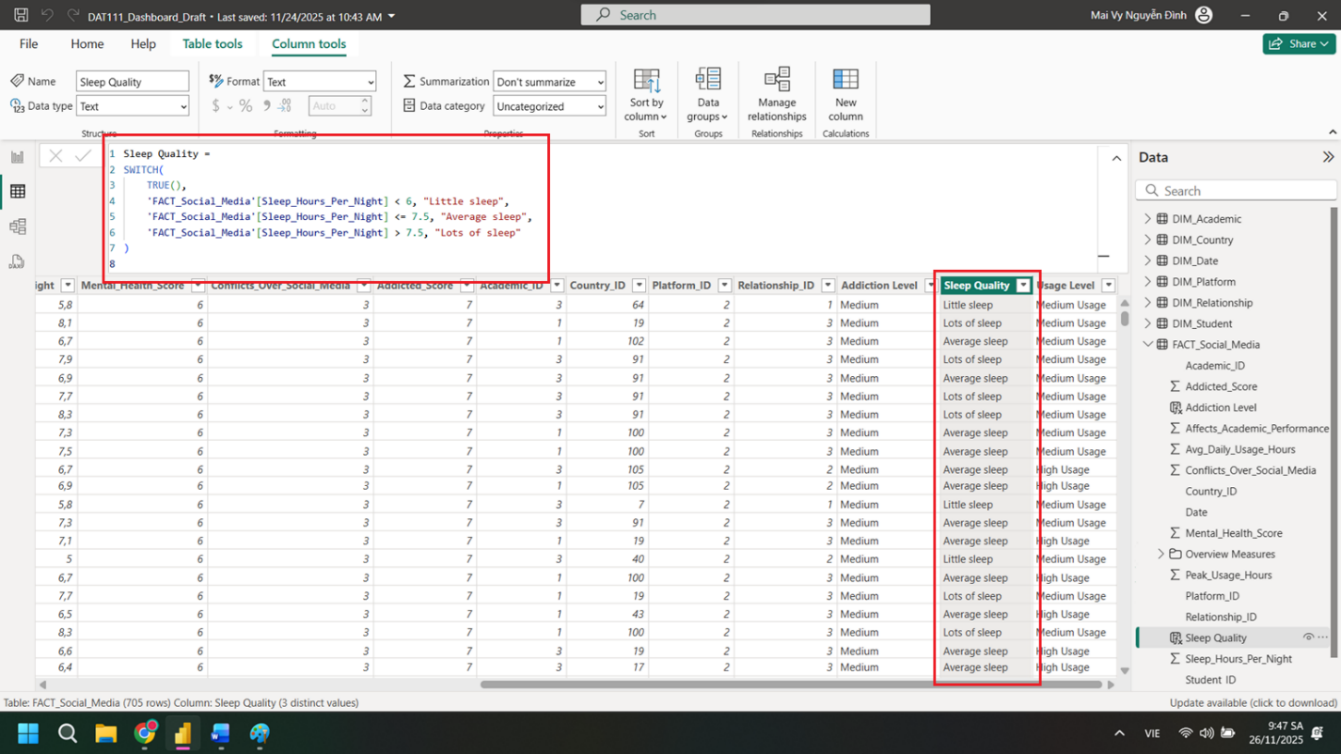 DAT111_Dashboard_Draft • Last saved: 11/24/2025 at 10:43 AM
Search
Mai Vy Nguyễn Đình
File Home Help Table tools Column tools
Share
Name Sleep Quality
Data type Text
Structure
Format Text
$ % 9 Auto
Formatting
Summarization Don't summarize
Data category Uncategorized
Properties
Sort by column
Sort
Data groups
Groups
Manage relationships
Relationships
New column
Calculations
1 Sleep Quality =
2 SWITCH(
3 TRUE(),
4 'FACT_Social_Media'[Sleep_Hours_Per_Night] < 6, "Little sleep",
5 'FACT_Social_Media'[Sleep_Hours_Per_Night] <= 7.5, "Average sleep",
6 'FACT_Social_Media'[Sleep_Hours_Per_Night] > 7.5, "Lots of sleep"
7 )
8
ight Mental_Health_Score Conflicts_Over_Social_Media Addicted_Score Academic_ID Country_ID Platform_ID Relationship_ID Addiction Level Sleep Quality Usage Level
5,8 6 3 7 3 64 2 1 Medium Little sleep Medium Usage
8,1 6 3 7 1 19 2 3 Medium Lots of sleep Medium Usage
6,7 6 3 7 1 102 2 3 Medium Average sleep Medium Usage
7,9 6 3 7 3 91 2 3 Medium Lots of sleep Medium Usage
6,9 6 3 7 3 91 2 3 Medium Average sleep Medium Usage
7,7 6 3 7 3 91 2 3 Medium Lots of sleep Medium Usage
8,3 6 3 7 3 91 2 3 Medium Lots of sleep Medium Usage
7,3 6 3 7 1 100 2 3 Medium Average sleep Medium Usage
7,5 6 3 7 1 100 2 3 Medium Average sleep Medium Usage
6,7 6 3 7 3 105 2 2 Medium Average sleep High Usage
6,9 6 3 7 1 105 2 2 Medium Average sleep High Usage
5,8 6 3 7 3 7 2 1 Medium Little sleep Medium Usage
7,3 6 3 7 3 91 2 3 Medium Average sleep Medium Usage
7,1 6 3 7 1 19 2 3 Medium Average sleep High Usage
5 6 3 7 3 40 2 2 Medium Little sleep Medium Usage
6,7 6 3 7 1 100 2 3 Medium Average sleep High Usage
7,7 6 3 7 1 19 2 3 Medium Lots of sleep Medium Usage
6,5 6 3 7 1 43 2 3 Medium Average sleep High Usage
8,3 6 3 7 1 100 2 3 Medium Lots of sleep Medium Usage
6,6 6 3 7 3 19 2 3 Medium Average sleep High Usage
6,4 6 3 7 3 17 2 3 Medium Average sleep High Usage
Data
Search
DIM_Academic
DIM_Country
DIM_Date
DIM_Platform
DIM_Relationship
DIM_Student
FACT_Social_Media
Academic_ID
Addicted_Score
Addiction Level
Affects_Academic_Performance
Avg_Daily_Usage_Hours
Conflicts_Over_Social_Media
Country_ID
Date
Mental_Health_Score
Overview Measures
Peak_Usage_Hours
Platform_ID
Relationship_ID
Sleep Quality
Sleep_Hours_Per_Night
Student ID
Table: FACT_Social_Media (705 rows) Column: Sleep Quality (3 distinct values)
Update available (click to download)
VIE
9:47 SA
26/11/2025